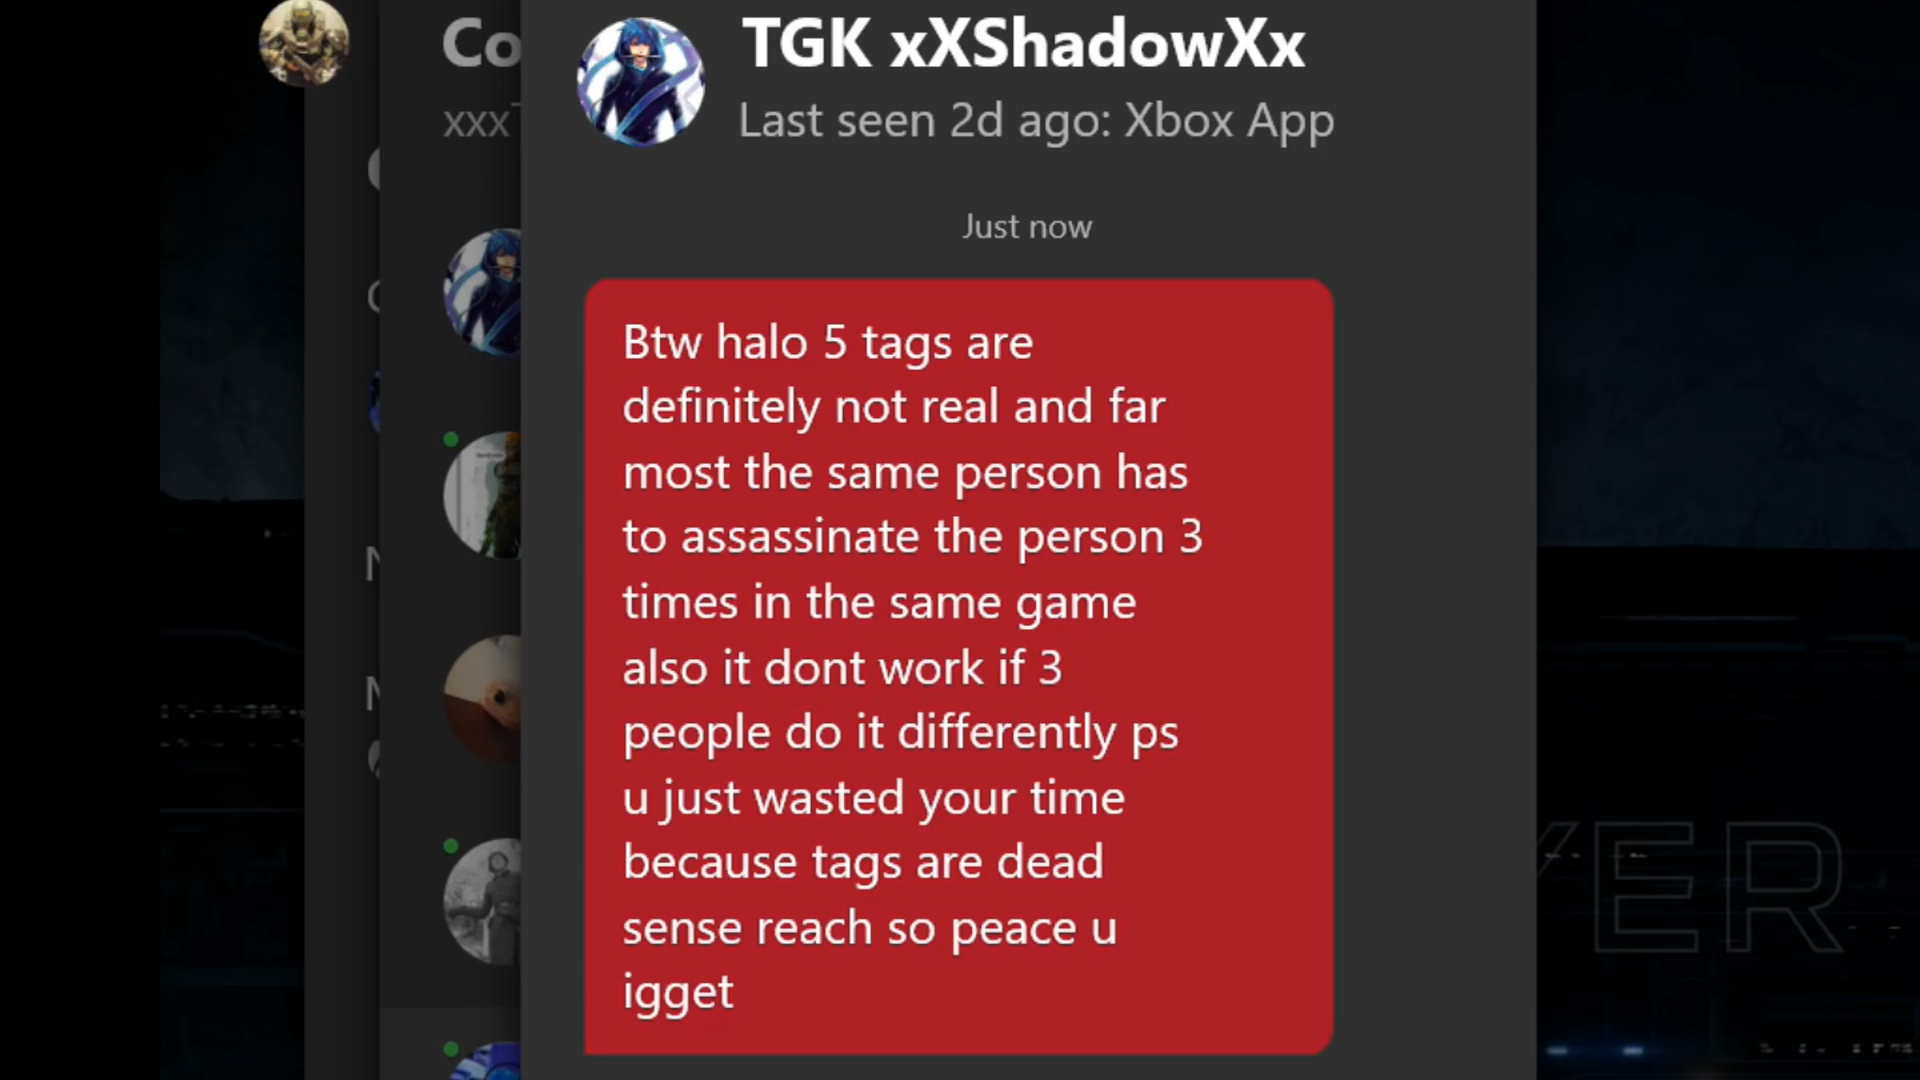 Co
TGK xXShadowXx
xxx
Last seen 2d ago: Xbox App
Just now
Btw halo 5 tags are
definitely not real and far
most the same person has
to assassinate the person 3
times in the same game
also it dont work if 3
people do it differently ps
u just wasted your time
because tags are dead
sense reach so peace u
igget
YER